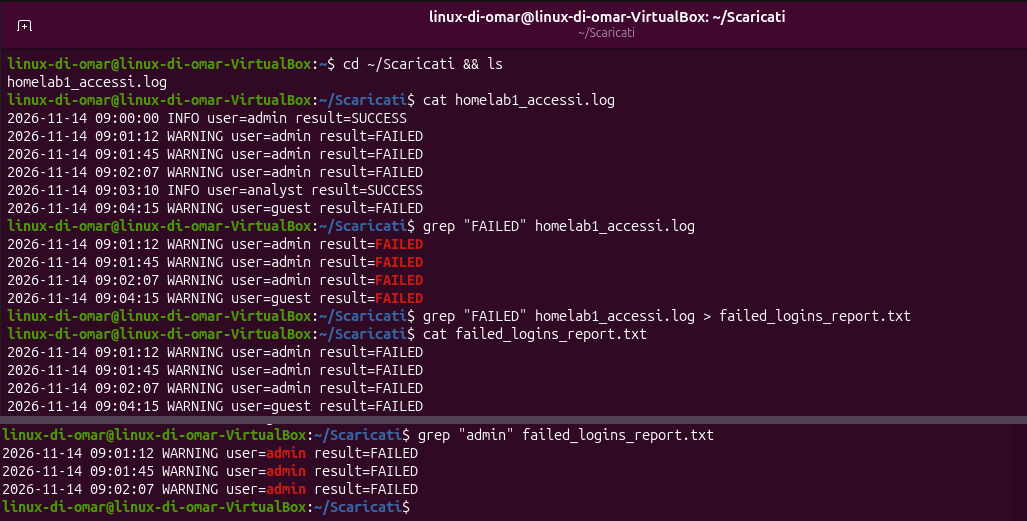 linux-di-omar@linux-di-omar-VirtualBox: ~/Scaricati
~/Scaricati
linux-di-omar@linux-di-omar-VirtualBox:~$ cd ~/Scaricati && ls
homelab1_accessi.log
linux-di-omar@linux-di-omar-VirtualBox:~/Scaricati$ cat homelab1_accessi.log
2026-11-14 09:00:00 INFO user=admin result=SUCCESS
2026-11-14 09:01:12 WARNING user=admin result=FAILED
2026-11-14 09:01:45 WARNING user=admin result=FAILED
2026-11-14 09:02:07 WARNING user=admin result=FAILED
2026-11-14 09:03:10 INFO user=analyst result=SUCCESS
2026-11-14 09:04:15 WARNING user=guest result=FAILED
linux-di-omar@linux-di-omar-VirtualBox:~/Scaricati$ grep "FAILED" homelab1_accessi.log
2026-11-14 09:01:12 WARNING user=admin result=FAILED
2026-11-14 09:01:45 WARNING user=admin result=FAILED
2026-11-14 09:02:07 WARNING user=admin result=FAILED
2026-11-14 09:04:15 WARNING user=guest result=FAILED
linux-di-omar@linux-di-omar-VirtualBox:~/Scaricati$ grep "FAILED" homelab1_accessi.log > failed_logins_report.txt
linux-di-omar@linux-di-omar-VirtualBox:~/Scaricati$ cat failed_logins_report.txt
2026-11-14 09:01:12 WARNING user=admin result=FAILED
2026-11-14 09:01:45 WARNING user=admin result=FAILED
2026-11-14 09:02:07 WARNING user=admin result=FAILED
2026-11-14 09:04:15 WARNING user=guest result=FAILED
linux-di-omar@linux-di-omar-VirtualBox:~/Scaricati$ grep "admin" failed_logins_report.txt
2026-11-14 09:01:12 WARNING user=admin result=FAILED
2026-11-14 09:01:45 WARNING user=admin result=FAILED
2026-11-14 09:02:07 WARNING user=admin result=FAILED
linux-di-omar@linux-di-omar-VirtualBox:~/Scaricati$